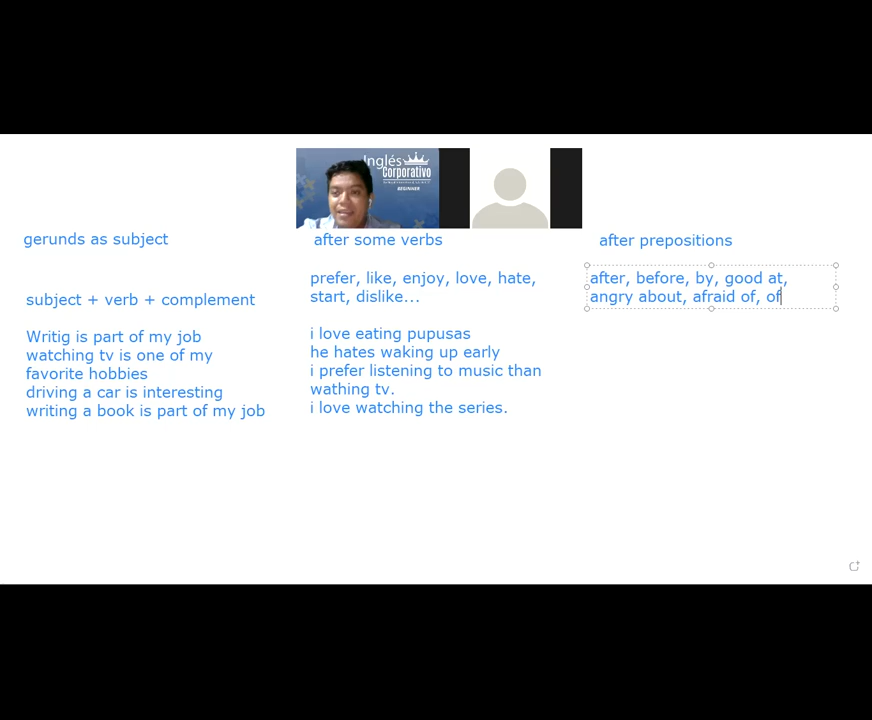 Inglés
Corporativo
BEGINNER
gerunds as subject
subject + verb + complement
Writig is part of my job
watching tv is one of my
favorite hobbies
driving a car is interesting
writing a book is part of my job
after some verbs
prefer, like, enjoy, love, hate,
start, dislike...
i love eating pupusas
he hates waking up early
i prefer listening to music than
wathing tv.
i love watching the series.
after prepositions
after, before, by, good at,
angry about, afraid of, of